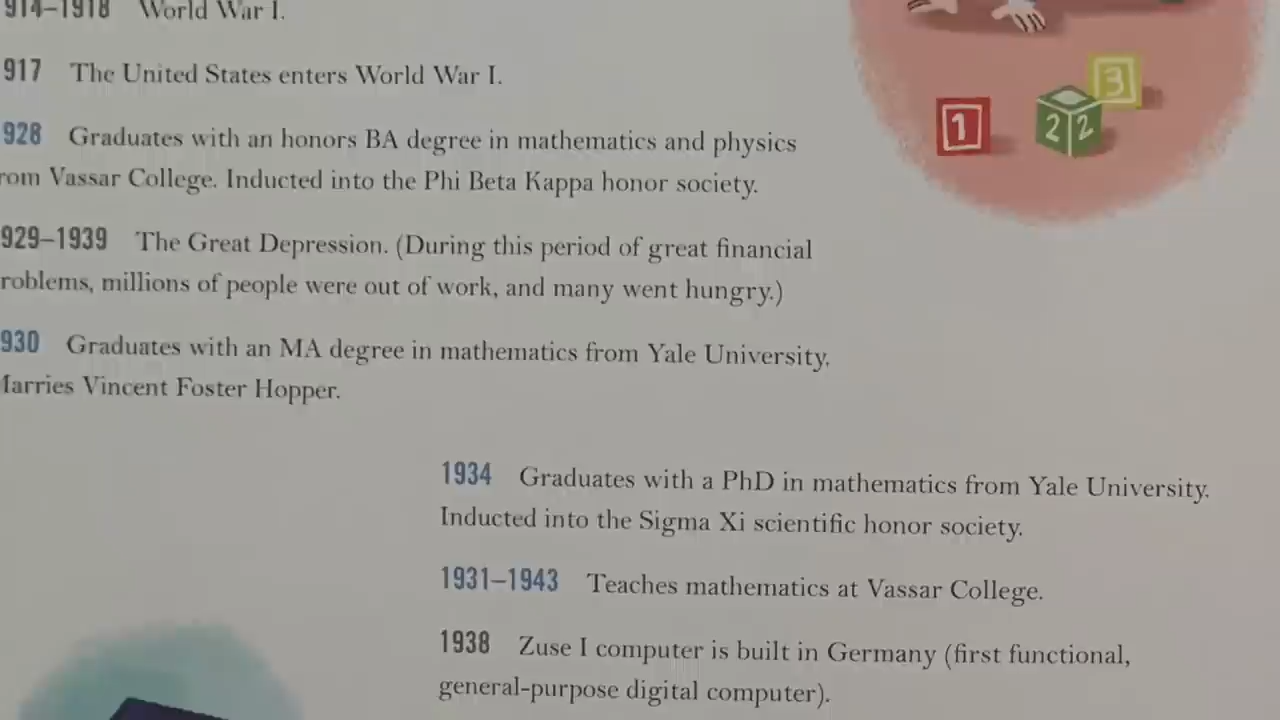 914–1918 World War I.
917 The United States enters World War I.
928 Graduates with an honors BA degree in mathematics and physics
rom Vassar College. Inducted into the Phi Beta Kappa honor society.
929–1939 The Great Depression. (During this period of great financial
roblems, millions of people were out of work, and many went hungry.)
930 Graduates with an MA degree in mathematics from Yale University.
arries Vincent Foster Hopper.
1934 Graduates with a PhD in mathematics from Yale University.
Inducted into the Sigma Xi scientific honor society.
1931–1943 Teaches mathematics at Vassar College.
1938 Zuse I computer is built in Germany (first functional,
general-purpose digital computer).
1
2 2
3